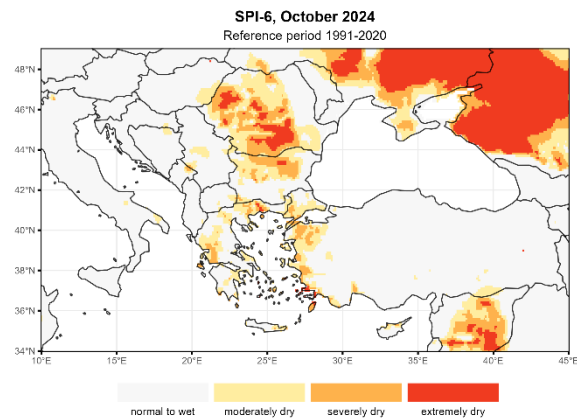 SPI-6, October 2024
Reference period 1991-2020
48°N
46°N
44°N
42°N
40°N
38°N
36°N
34°N
10°E 15°E 20°E 25°E 30°E 35°E 40°E 45°E
normal to wet moderately dry severely dry extremely dry